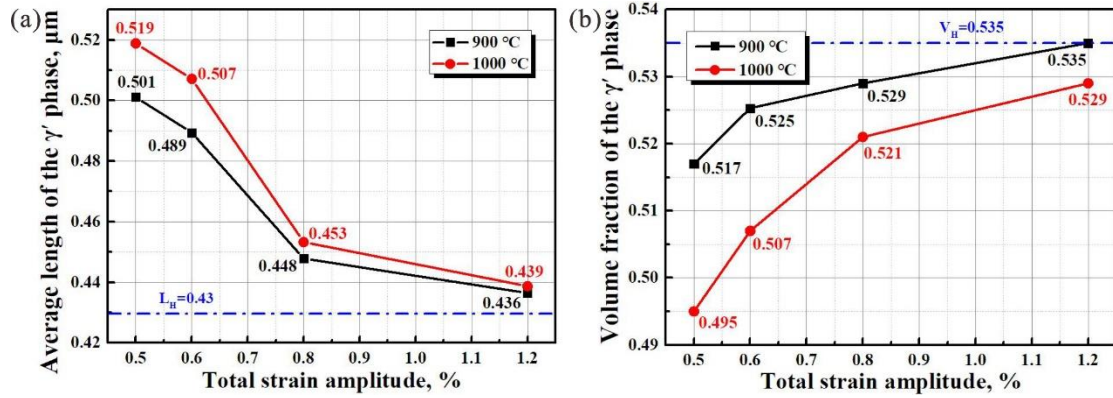 (a)
Average length of the γ′ phase, μm
0.52
0.50
0.48
0.46
0.44
0.42
0.519
0.507
0.501
0.489
0.453
0.448
0.439
0.436
L_H=0.43
900 °C
1000 °C
0.5 0.6 0.7 0.8 0.9 1.0 1.1 1.2
Total strain amplitude, %
(b)
Volume fraction of the γ′ phase
0.54
0.53
0.52
0.51
0.50
0.49
V_H=0.535
900 °C
1000 °C
0.535
0.529
0.529
0.525
0.521
0.517
0.507
0.495
0.5 0.6 0.7 0.8 0.9 1.0 1.1 1.2
Total strain amplitude, %